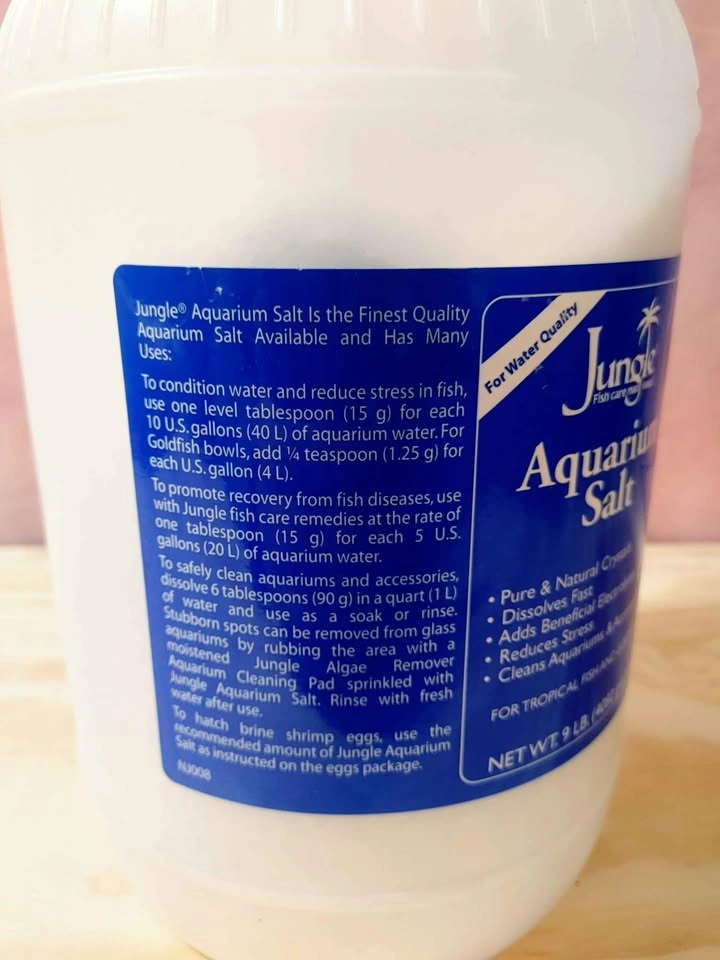 Jungle® Aquarium Salt Is the Finest Quality
Aquarium Salt Available and Has Many
Uses:
To condition water and reduce stress in fish,
use one level tablespoon (15 g) for each
10 U.S. gallons (40 L) of aquarium water. For
Goldfish bowls, add ¼ teaspoon (1.25 g) for
each U.S. gallon (4 L).
To promote recovery from fish diseases, use
with Jungle fish care remedies at the rate of
one tablespoon (15 g) for each 5 U.S.
gallons (20 L) of aquarium water.
To safely clean aquariums and accessories,
dissolve 6 tablespoons (90 g) in a quart (1 L)
of water and use as a soak or rinse.
Stubborn spots can be removed from glass
aquariums by rubbing the area with a
moistened Jungle Algae Remover
Aquarium Cleaning Pad sprinkled with
Jungle Aquarium Salt. Rinse with fresh
water after use.
To hatch brine shrimp eggs, use the
recommended amount of Jungle Aquarium
Salt as instructed on the eggs package.
NJ008
For Water Quality
Jungle
Fish care
Aquarium
Salt
• Pure & Natural Crystals
• Dissolves Fast
• Adds Beneficial
• Reduces Stress
• Cleans Aquariums &
FOR TROPICAL FISH AND
NET WT. 9 LB.